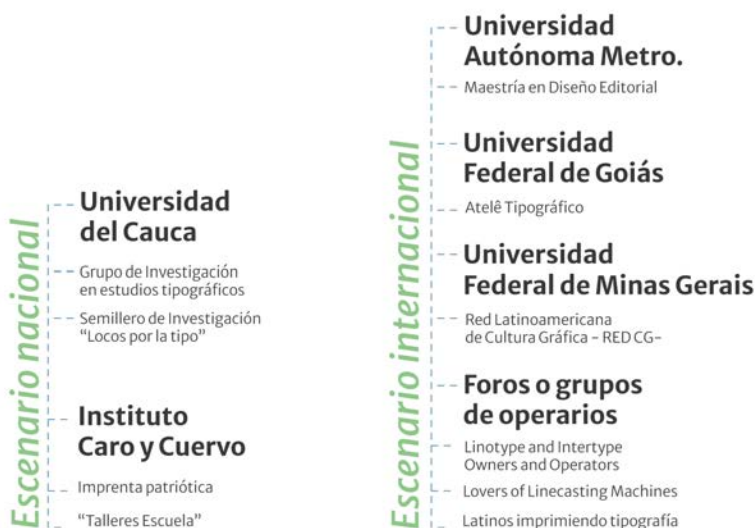 Escenario nacional
Universidad
del Cauca
Grupo de Investigación
en estudios tipográficos
Semillero de Investigación
“Locos por la tipo”
Instituto
Caro y Cuervo
Imprenta patriótica
“Talleres Escuela”
Escenario internacional
Universidad
Autónoma Metro.
Maestría en Diseño Editorial
Universidad
Federal de Goiás
Atelê Tipográfico
Universidad
Federal de Minas Gerais
Red Latinoamericana
de Cultura Gráfica - RED CG-
Foros o grupos
de operarios
Linotype and Intertype
Owners and Operators
Lovers of Linecasting Machines
Latinos imprimiendo tipografía